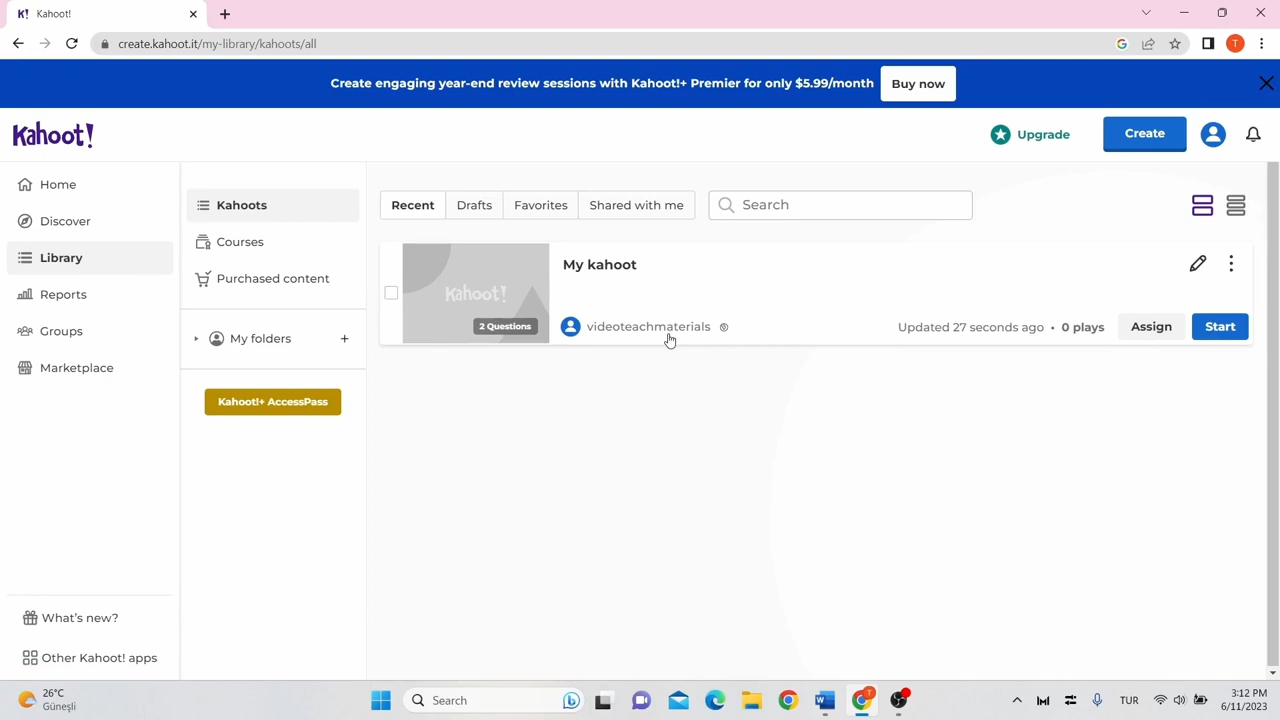 Kahoot!
create.kahoot.it/my-library/kahoots/all
T
Create engaging year-end review sessions with Kahoot!+ Premier for only $5.99/month
Buy now
Kahoot!
Upgrade
Create
Home
Discover
Library
Reports
Groups
Marketplace
What's new?
Other Kahoot! apps
Kahoots
Courses
Purchased content
My folders
Kahoot!+ AccessPass
Recent
Drafts
Favorites
Shared with me
Search
Kahoot!
2 Questions
My kahoot
videoteachmaterials
Updated 27 seconds ago • 0 plays
Assign
Start
26°C
Güneşli
Search
TUR
3:12 PM
6/11/2023